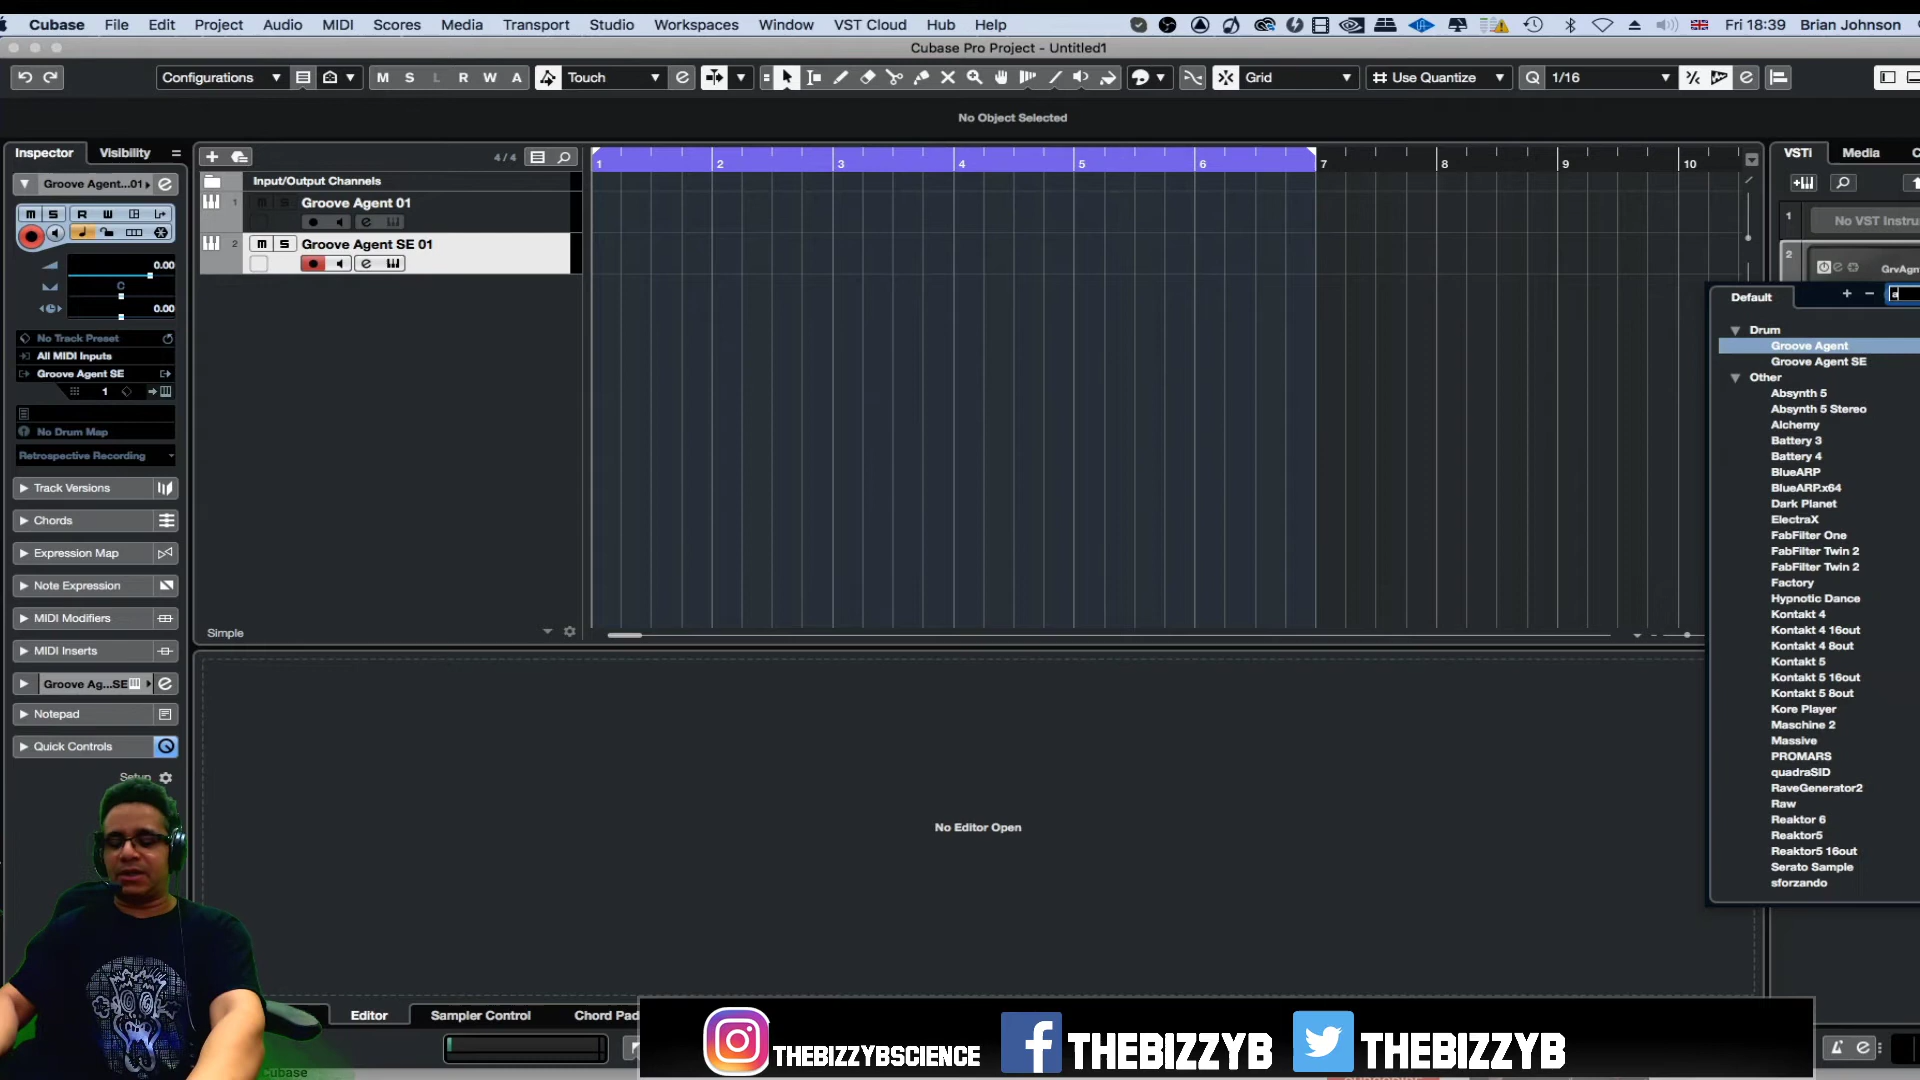 Cubase File Edit Project Audio MIDI Scores Media Transport Studio Workspaces Window VST Cloud Hub Help Fri 18:39 Brian Johnson
Cubase Pro Project - Untitled1
Configurations M S L R W A Touch Grid Use Quantize Q 1/16
No Object Selected
Inspector Visibility
Groove Agent...01
M S R W
0.00
C
0.00
No Track Preset
All MIDI Inputs
Groove Agent SE
1
No Drum Map
Retrospective Recording
Track Versions
Chords
Expression Map
Note Expression
MIDI Modifiers
MIDI Inserts
Groove Ag...SE
Notepad
Quick Controls
Setup
4/4
Input/Output Channels
1 M S Groove Agent 01
2 M S Groove Agent SE 01
Simple
1 2 3 4 5 6 7 8 9 10
VSTi Media
1 No VST Instru
2 GrvAgn
Default
a
Drum
Groove Agent
Groove Agent SE
Other
Absynth 5
Absynth 5 Stereo
Alchemy
Battery 3
Battery 4
BlueARP
BlueARP.x64
Dark Planet
ElectraX
FabFilter One
FabFilter Twin 2
FabFilter Twin 2
Factory
Hypnotic Dance
Kontakt 4
Kontakt 4 16out
Kontakt 4 8out
Kontakt 5
Kontakt 5 16out
Kontakt 5 8out
Kore Player
Maschine 2
Massive
PROMARS
quadraSID
RaveGenerator2
Raw
Reaktor 6
Reaktor5
Reaktor5 16out
Serato Sample
sforzando
No Editor Open
Editor Sampler Control Chord Pad
THEBIZZYBSCIENCE THEBIZZYB THEBIZZYB
Cubase